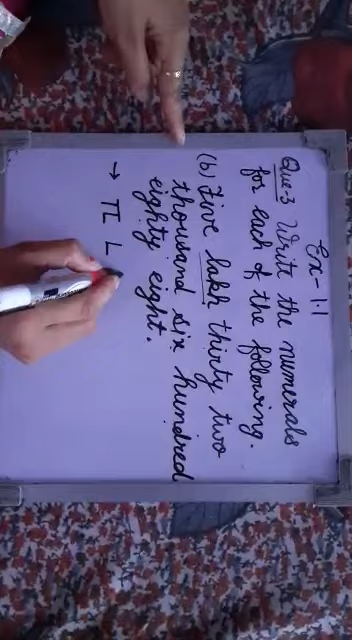 Ex-1.1
Que-3 Write the numerals
for each of the following.
(b) Five lakh thirty two
thousand six hundred
eighty eight.
→ TL L